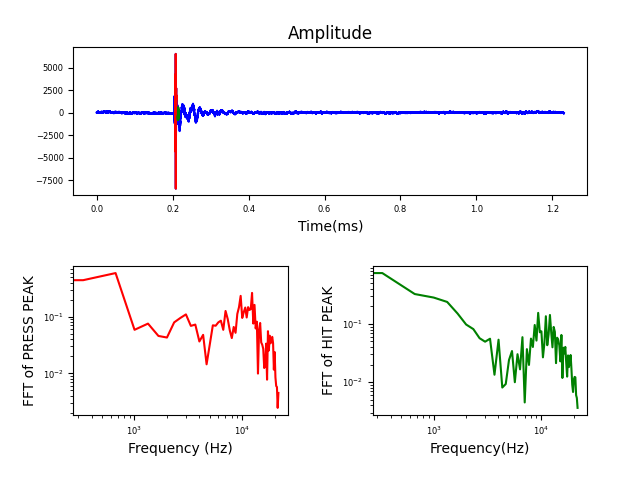 Amplitude
5000
2500
0
−2500
−5000
−7500
0.0 0.2 0.4 0.6 0.8 1.0 1.2
Time(ms)
FFT of PRESS PEAK
10⁻¹
10⁻²
10³ 10⁴
Frequency (Hz)
FFT of HIT PEAK
10⁻¹
10⁻²
10³ 10⁴
Frequency(Hz)